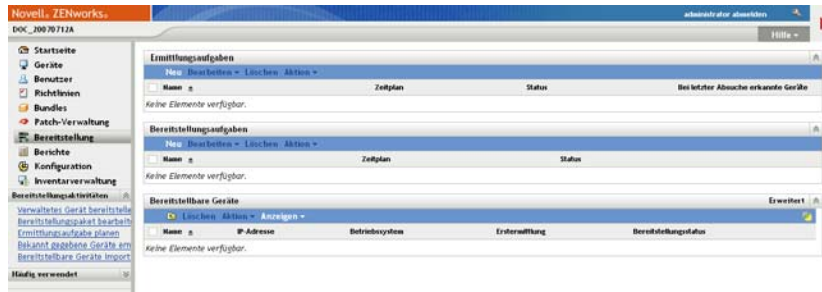 Novell® ZENworks®
administrator abmelden
DOC_20070712A
Hilfe
Startseite
Geräte
Benutzer
Richtlinien
Bundles
Patch-Verwaltung
Bereitstellung
Berichte
Konfiguration
Inventarverwaltung
Bereitstellungsaktivitäten
Verwaltetes Gerät bereitstelle
Bereitstellungspaket bearbeite
Ermittlungsaufgabe planen
Bekannt gegebene Geräte erm
Bereitstellbare Geräte import
Häufig verwendet
Ermittlungsaufgaben
Neu Bearbeiten Löschen Aktion
Name Zeitplan Status Bei letzter Absuche erkannte Geräte
Keine Elemente verfügbar.
Bereitstellungsaufgaben
Neu Bearbeiten Löschen Aktion
Name Zeitplan Status
Keine Elemente verfügbar.
Bereitstellbare Geräte Erweitert
Löschen Aktion Anzeigen
Name IP-Adresse Betriebssystem Erstermittlung Bereitstellungsstatus
Keine Elemente verfügbar.